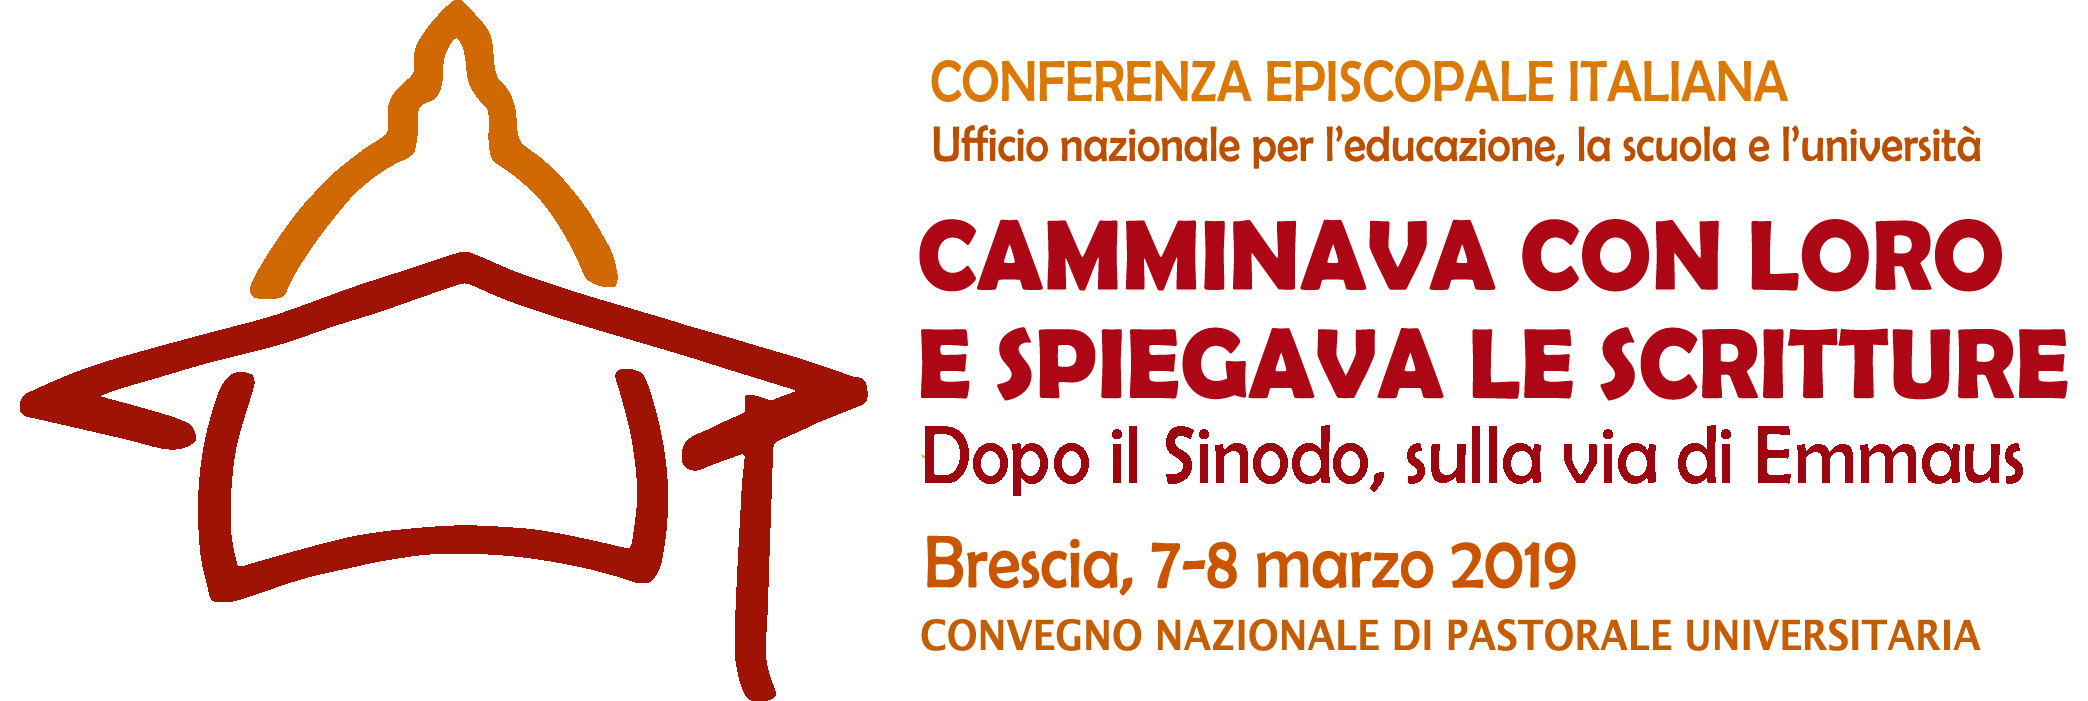 CONFERENZA EPISCOPALE ITALIANA
Ufficio nazionale per l’educazione, la scuola e l’università
CAMMINAVA CON LORO
E SPIEGAVA LE SCRITTURE
Dopo il Sinodo, sulla via di Emmaus
Brescia, 7-8 marzo 2019
CONVEGNO NAZIONALE DI PASTORALE UNIVERSITARIA